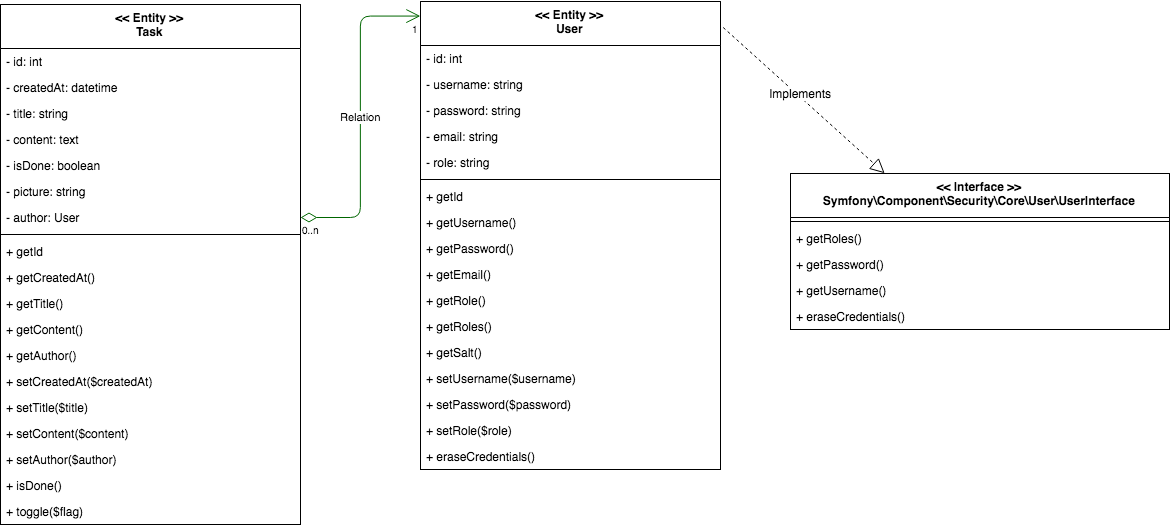 << Entity >>
Task
- id: int
- createdAt: datetime
- title: string
- content: text
- isDone: boolean
- picture: string
- author: User
+ getId
+ getCreatedAt()
+ getTitle()
+ getContent()
+ getAuthor()
+ setCreatedAt($createdAt)
+ setTitle($title)
+ setContent($content)
+ setAuthor($author)
+ isDone()
+ toggle($flag)
0..n
Relation
1
<< Entity >>
User
- id: int
- username: string
- password: string
- email: string
- role: string
+ getId
+ getUsername()
+ getPassword()
+ getEmail()
+ getRole()
+ getRoles()
+ getSalt()
+ setUsername($username)
+ setPassword($password)
+ setRole($role)
+ eraseCredentials()
Implements
<< Interface >>
Symfony\Component\Security\Core\User\UserInterface
+ getRoles()
+ getPassword()
+ getUsername()
+ eraseCredentials()